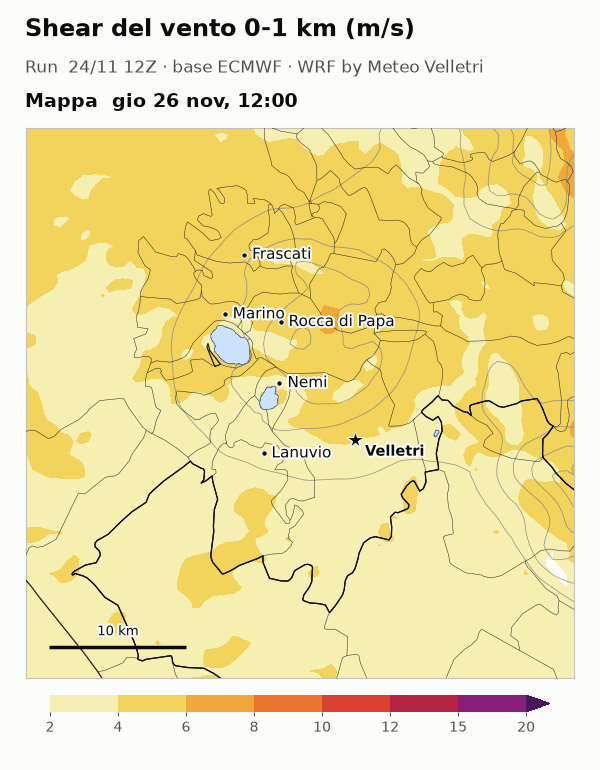 Shear del vento 0-1 km (m/s)
Run  24/11 12Z · base ECMWF · WRF by Meteo Velletri
Mappa  gio 26 nov, 12:00
Frascati
Marino
Rocca di Papa
Nemi
Velletri
Lanuvio
10 km
2 4 6 8 10 12 15 20